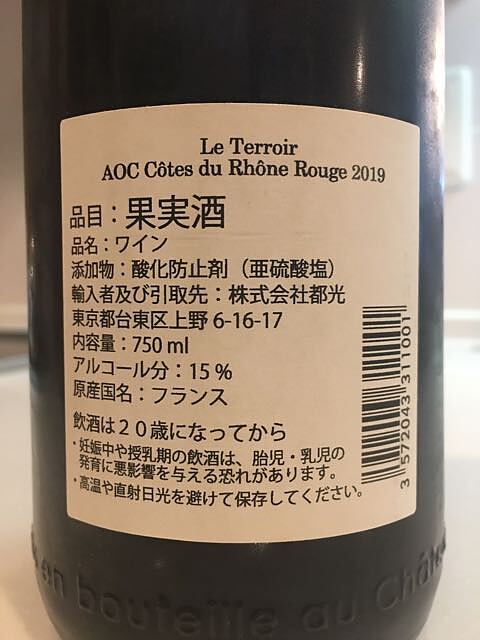 Le Terroir
AOC Côtes du Rhône Rouge 2019
品目：果実酒
品名：ワイン
添加物：酸化防止剤（亜硫酸塩）
輸入者及び引取先：株式会社都光
東京都台東区上野 6-16-17
内容量：750 ml
アルコール分：15 %
原産国名：フランス
飲酒は２０歳になってから
・妊娠中や授乳期の飲酒は、胎児・乳児の
発育に悪影響を与える恐れがあります。
・高温や直射日光を避けて保存してください。
3 572043 311001
en bouteille au Château